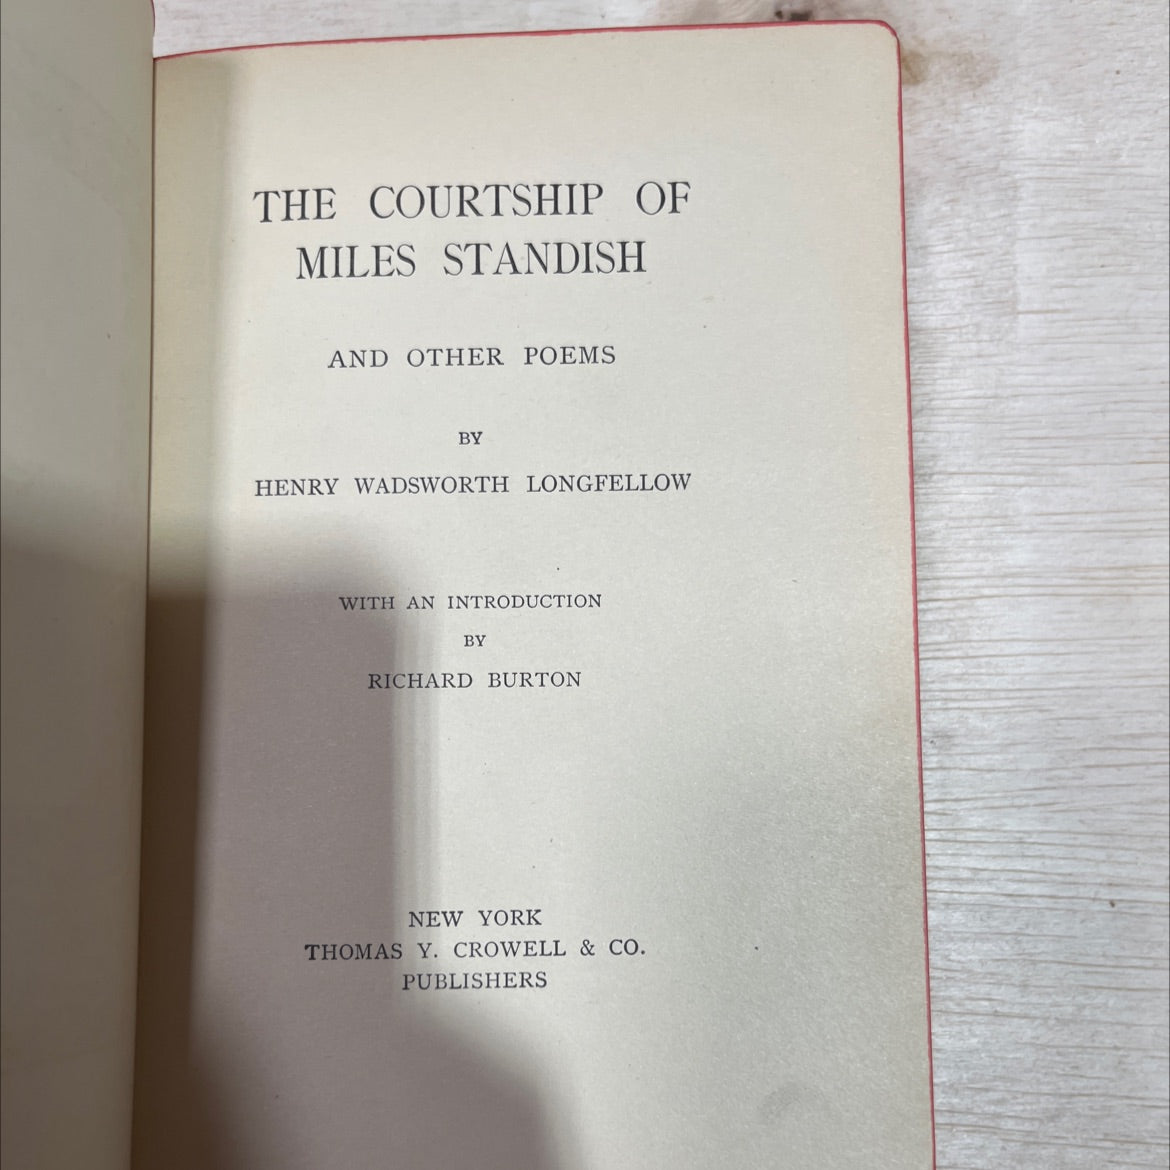 THE COURTSHIP OF
MILES STANDISH
AND OTHER POEMS
BY
HENRY WADSWORTH LONGFELLOW
WITH AN INTRODUCTION
BY
RICHARD BURTON
NEW YORK
THOMAS Y. CROWELL & CO.
PUBLISHERS